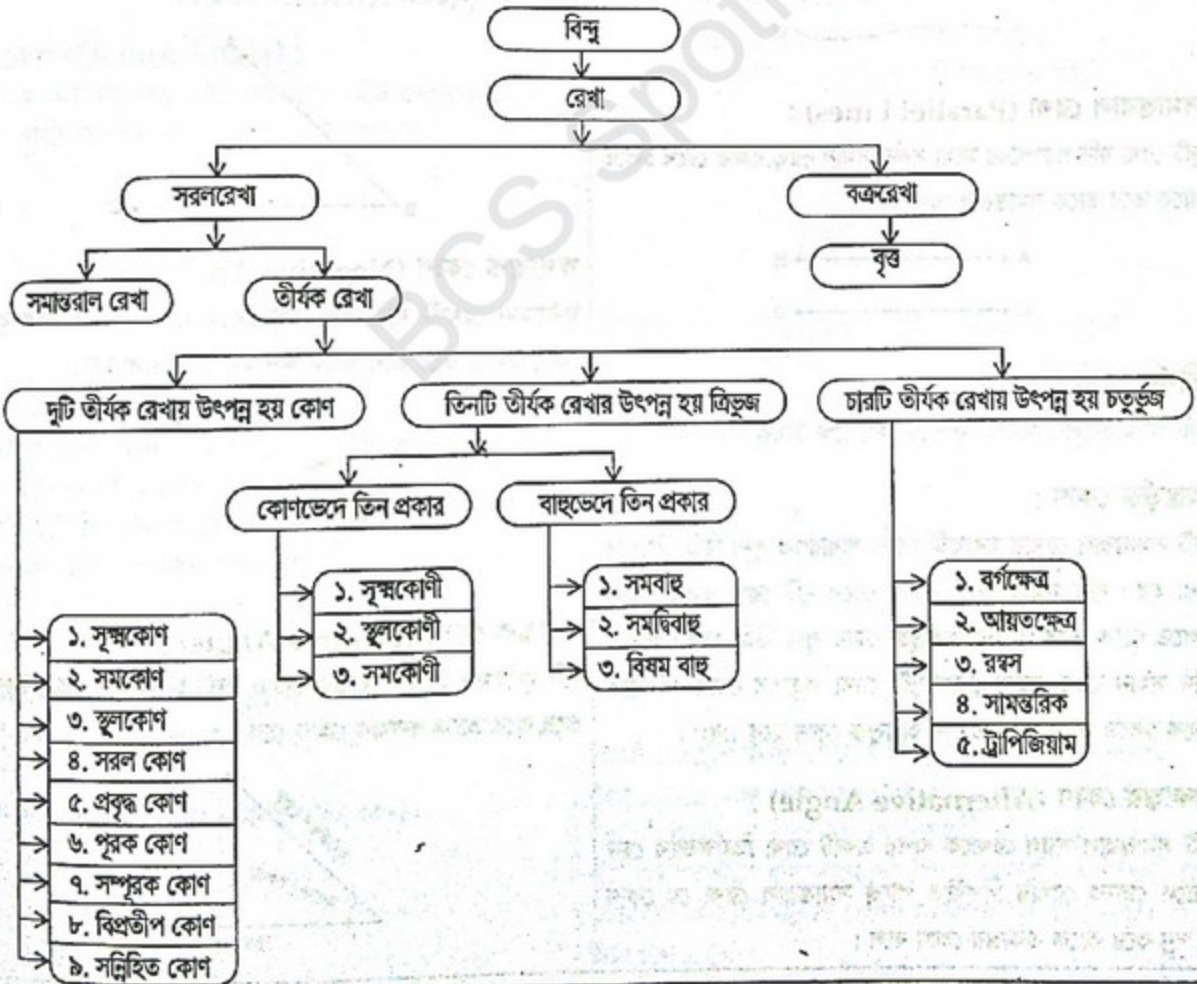 বিন্দু
রেখা
সরলরেখা
বক্ররেখা
বৃত্ত
সমান্তরাল রেখা
তীর্যক রেখা
দুটি তীর্যক রেখায় উৎপন্ন হয় কোণ
তিনটি তীর্যক রেখার উৎপন্ন হয় ত্রিভুজ
চারটি তীর্যক রেখায় উৎপন্ন হয় চতুর্ভুজ
কোণভেদে তিন প্রকার
বাহুভেদে তিন প্রকার
১. সূক্ষ্মকোণ
২. সমকোণ
৩. স্থূলকোণ
৪. সরল কোণ
৫. প্রবৃদ্ধ কোণ
৬. পূরক কোণ
৭. সম্পূরক কোণ
৮. বিপ্রতীপ কোণ
৯. সন্নিহিত কোণ
১. সূক্ষ্মকোণী
২. স্থূলকোণী
৩. সমকোণী
১. সমবাহু
২. সমদ্বিবাহু
৩. বিষম বাহু
১. বর্গক্ষেত্র
২. আয়তক্ষেত্র
৩. রম্বস
৪. সামন্তরিক
৫. ট্রাপিজিয়াম
BCS Spot